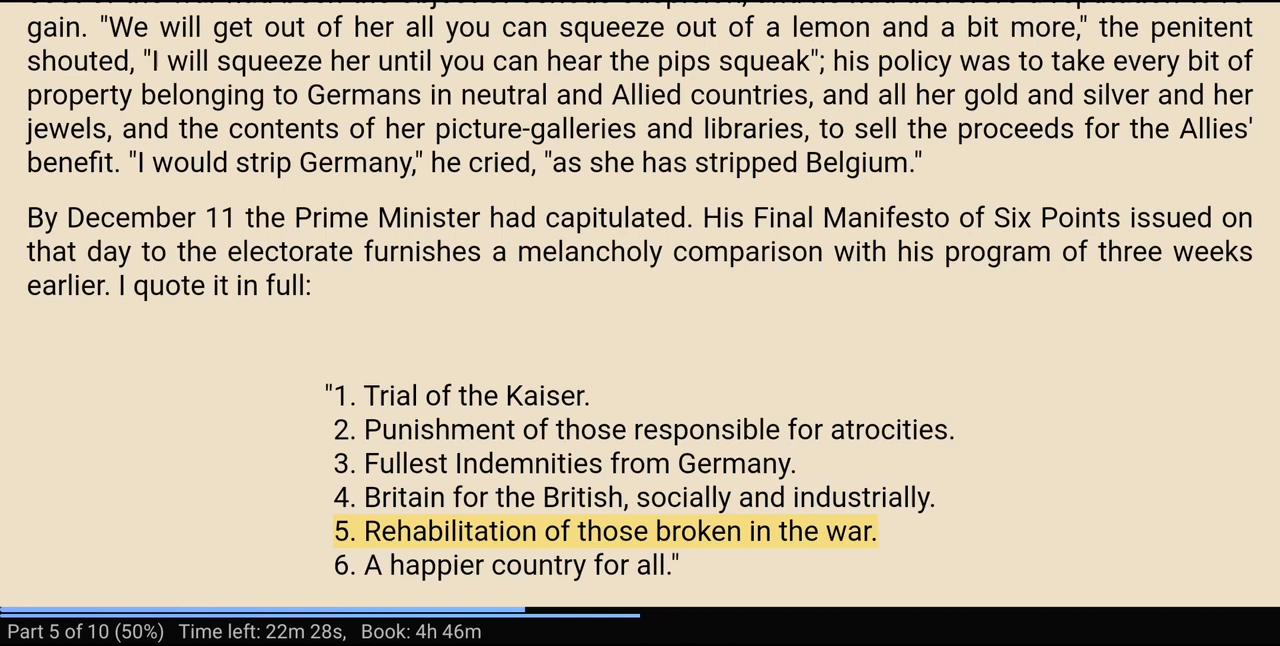 gain. "We will get out of her all you can squeeze out of a lemon and a bit more," the penitent
shouted, "I will squeeze her until you can hear the pips squeak"; his policy was to take every bit of
property belonging to Germans in neutral and Allied countries, and all her gold and silver and her
jewels, and the contents of her picture-galleries and libraries, to sell the proceeds for the Allies'
benefit. "I would strip Germany," he cried, "as she has stripped Belgium."
By December 11 the Prime Minister had capitulated. His Final Manifesto of Six Points issued on
that day to the electorate furnishes a melancholy comparison with his program of three weeks
earlier. I quote it in full:
"1. Trial of the Kaiser.
2. Punishment of those responsible for atrocities.
3. Fullest Indemnities from Germany.
4. Britain for the British, socially and industrially.
5. Rehabilitation of those broken in the war.
6. A happier country for all."
Part 5 of 10 (50%) Time left: 22m 28s, Book: 4h 46m